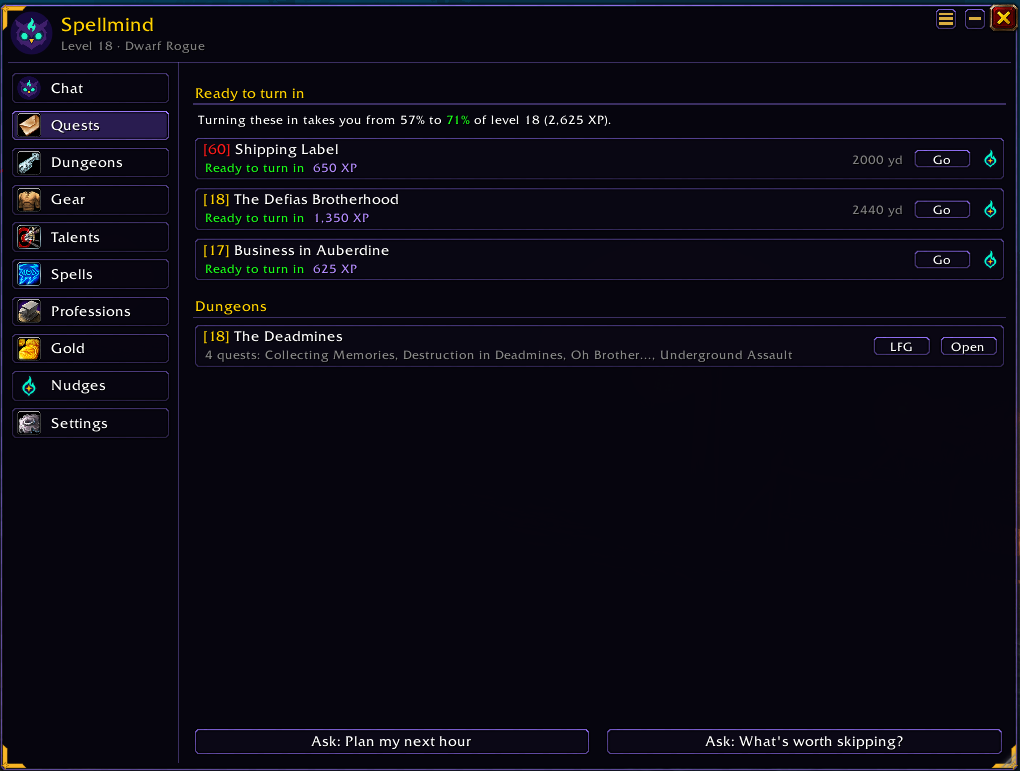 Spellmind
Level 18 · Dwarf Rogue
Chat
Quests
Dungeons
Gear
Talents
Spells
Professions
Gold
Nudges
Settings
Ready to turn in
Turning these in takes you from 57% to 71% of level 18 (2,625 XP).
[60] Shipping Label
Ready to turn in 650 XP
2000 yd
Go
[18] The Defias Brotherhood
Ready to turn in 1,350 XP
2440 yd
Go
[17] Business in Auberdine
Ready to turn in 625 XP
Go
Dungeons
[18] The Deadmines
4 quests: Collecting Memories, Destruction in Deadmines, Oh Brother..., Underground Assault
LFG
Open
Ask: Plan my next hour
Ask: What's worth skipping?